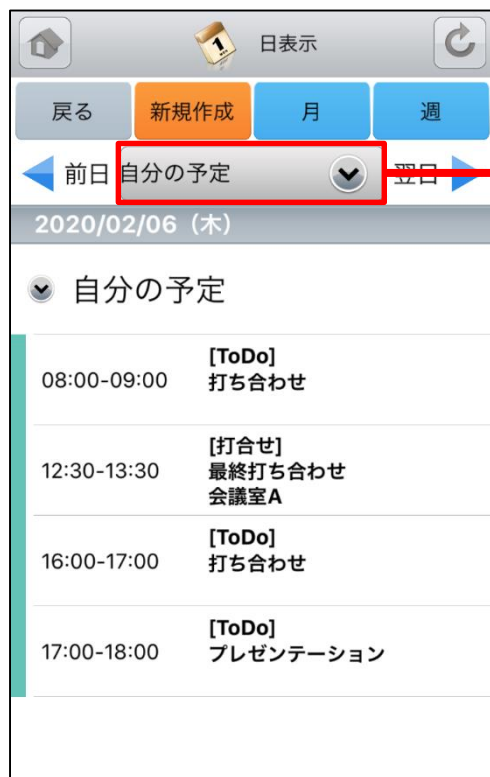 日表示
戻る 新規作成 月 週
前日 自分の予定 翌日
2020/02/06（木）
自分の予定
08:00-09:00 [ToDo]
打ち合わせ
12:30-13:30 [打合せ]
最終打ち合わせ
会議室A
16:00-17:00 [ToDo]
打ち合わせ
17:00-18:00 [ToDo]
プレゼンテーション